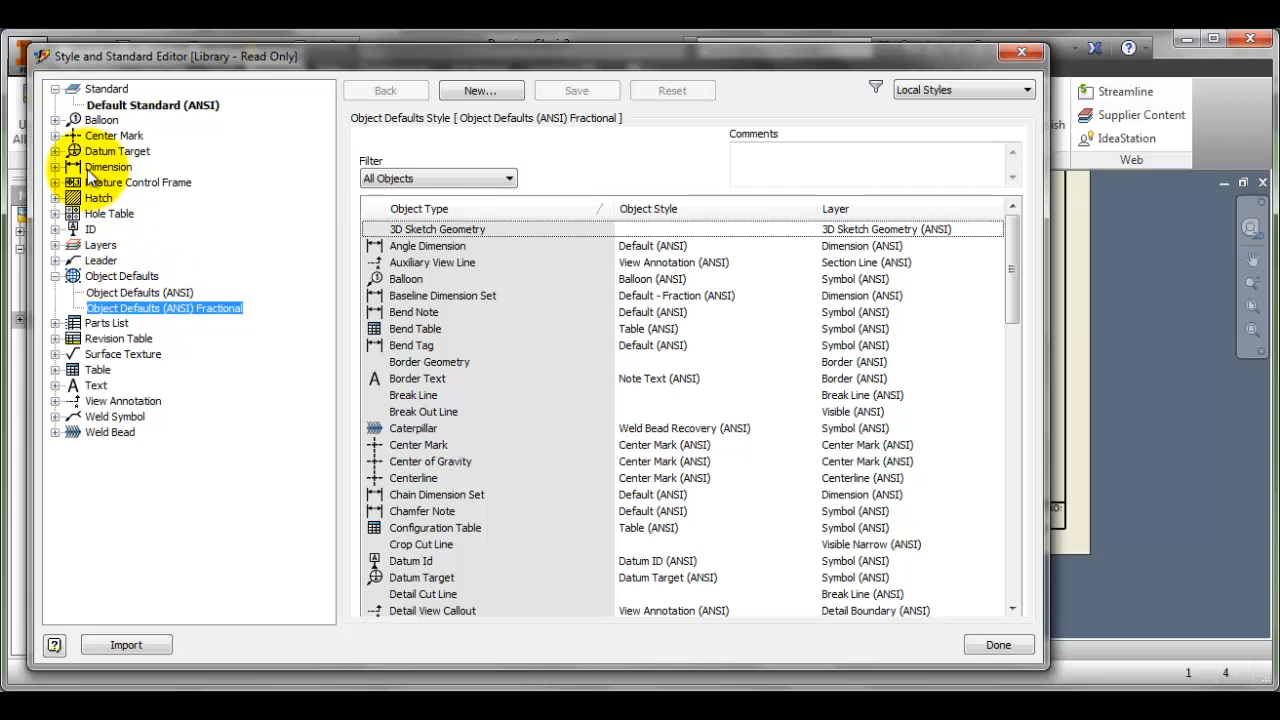 Style and Standard Editor [Library - Read Only]
Standard
Default Standard (ANSI)
Balloon
Center Mark
Datum Target
Dimension
Feature Control Frame
Hatch
Hole Table
ID
Layers
Leader
Object Defaults
Object Defaults (ANSI)
Object Defaults (ANSI) Fractional
Parts List
Revision Table
Surface Texture
Table
Text
View Annotation
Weld Symbol
Weld Bead
Import
Back New... Save Reset Local Styles
Object Defaults Style [ Object Defaults (ANSI) Fractional ]
Comments
Filter
All Objects
Object Type Object Style Layer
3D Sketch Geometry 3D Sketch Geometry (ANSI)
Angle Dimension Default (ANSI) Dimension (ANSI)
Auxiliary View Line View Annotation (ANSI) Section Line (ANSI)
Balloon Balloon (ANSI) Symbol (ANSI)
Baseline Dimension Set Default - Fraction (ANSI) Dimension (ANSI)
Bend Note Default (ANSI) Symbol (ANSI)
Bend Table Table (ANSI) Symbol (ANSI)
Bend Tag Default (ANSI) Symbol (ANSI)
Border Geometry Border (ANSI)
Border Text Note Text (ANSI) Border (ANSI)
Break Line Break Line (ANSI)
Break Out Line Visible (ANSI)
Caterpillar Weld Bead Recovery (ANSI) Symbol (ANSI)
Center Mark Center Mark (ANSI) Center Mark (ANSI)
Center of Gravity Center Mark (ANSI) Center Mark (ANSI)
Centerline Center Mark (ANSI) Centerline (ANSI)
Chain Dimension Set Default (ANSI) Dimension (ANSI)
Chamfer Note Default (ANSI) Symbol (ANSI)
Configuration Table Table (ANSI) Symbol (ANSI)
Crop Cut Line Visible Narrow (ANSI)
Datum Id Datum ID (ANSI) Symbol (ANSI)
Datum Target Datum Target (ANSI) Symbol (ANSI)
Detail Cut Line Break Line (ANSI)
Detail View Callout View Annotation (ANSI) Detail Boundary (ANSI)
Done
Streamline
Supplier Content
IdeaStation
Web
NO:
1 4